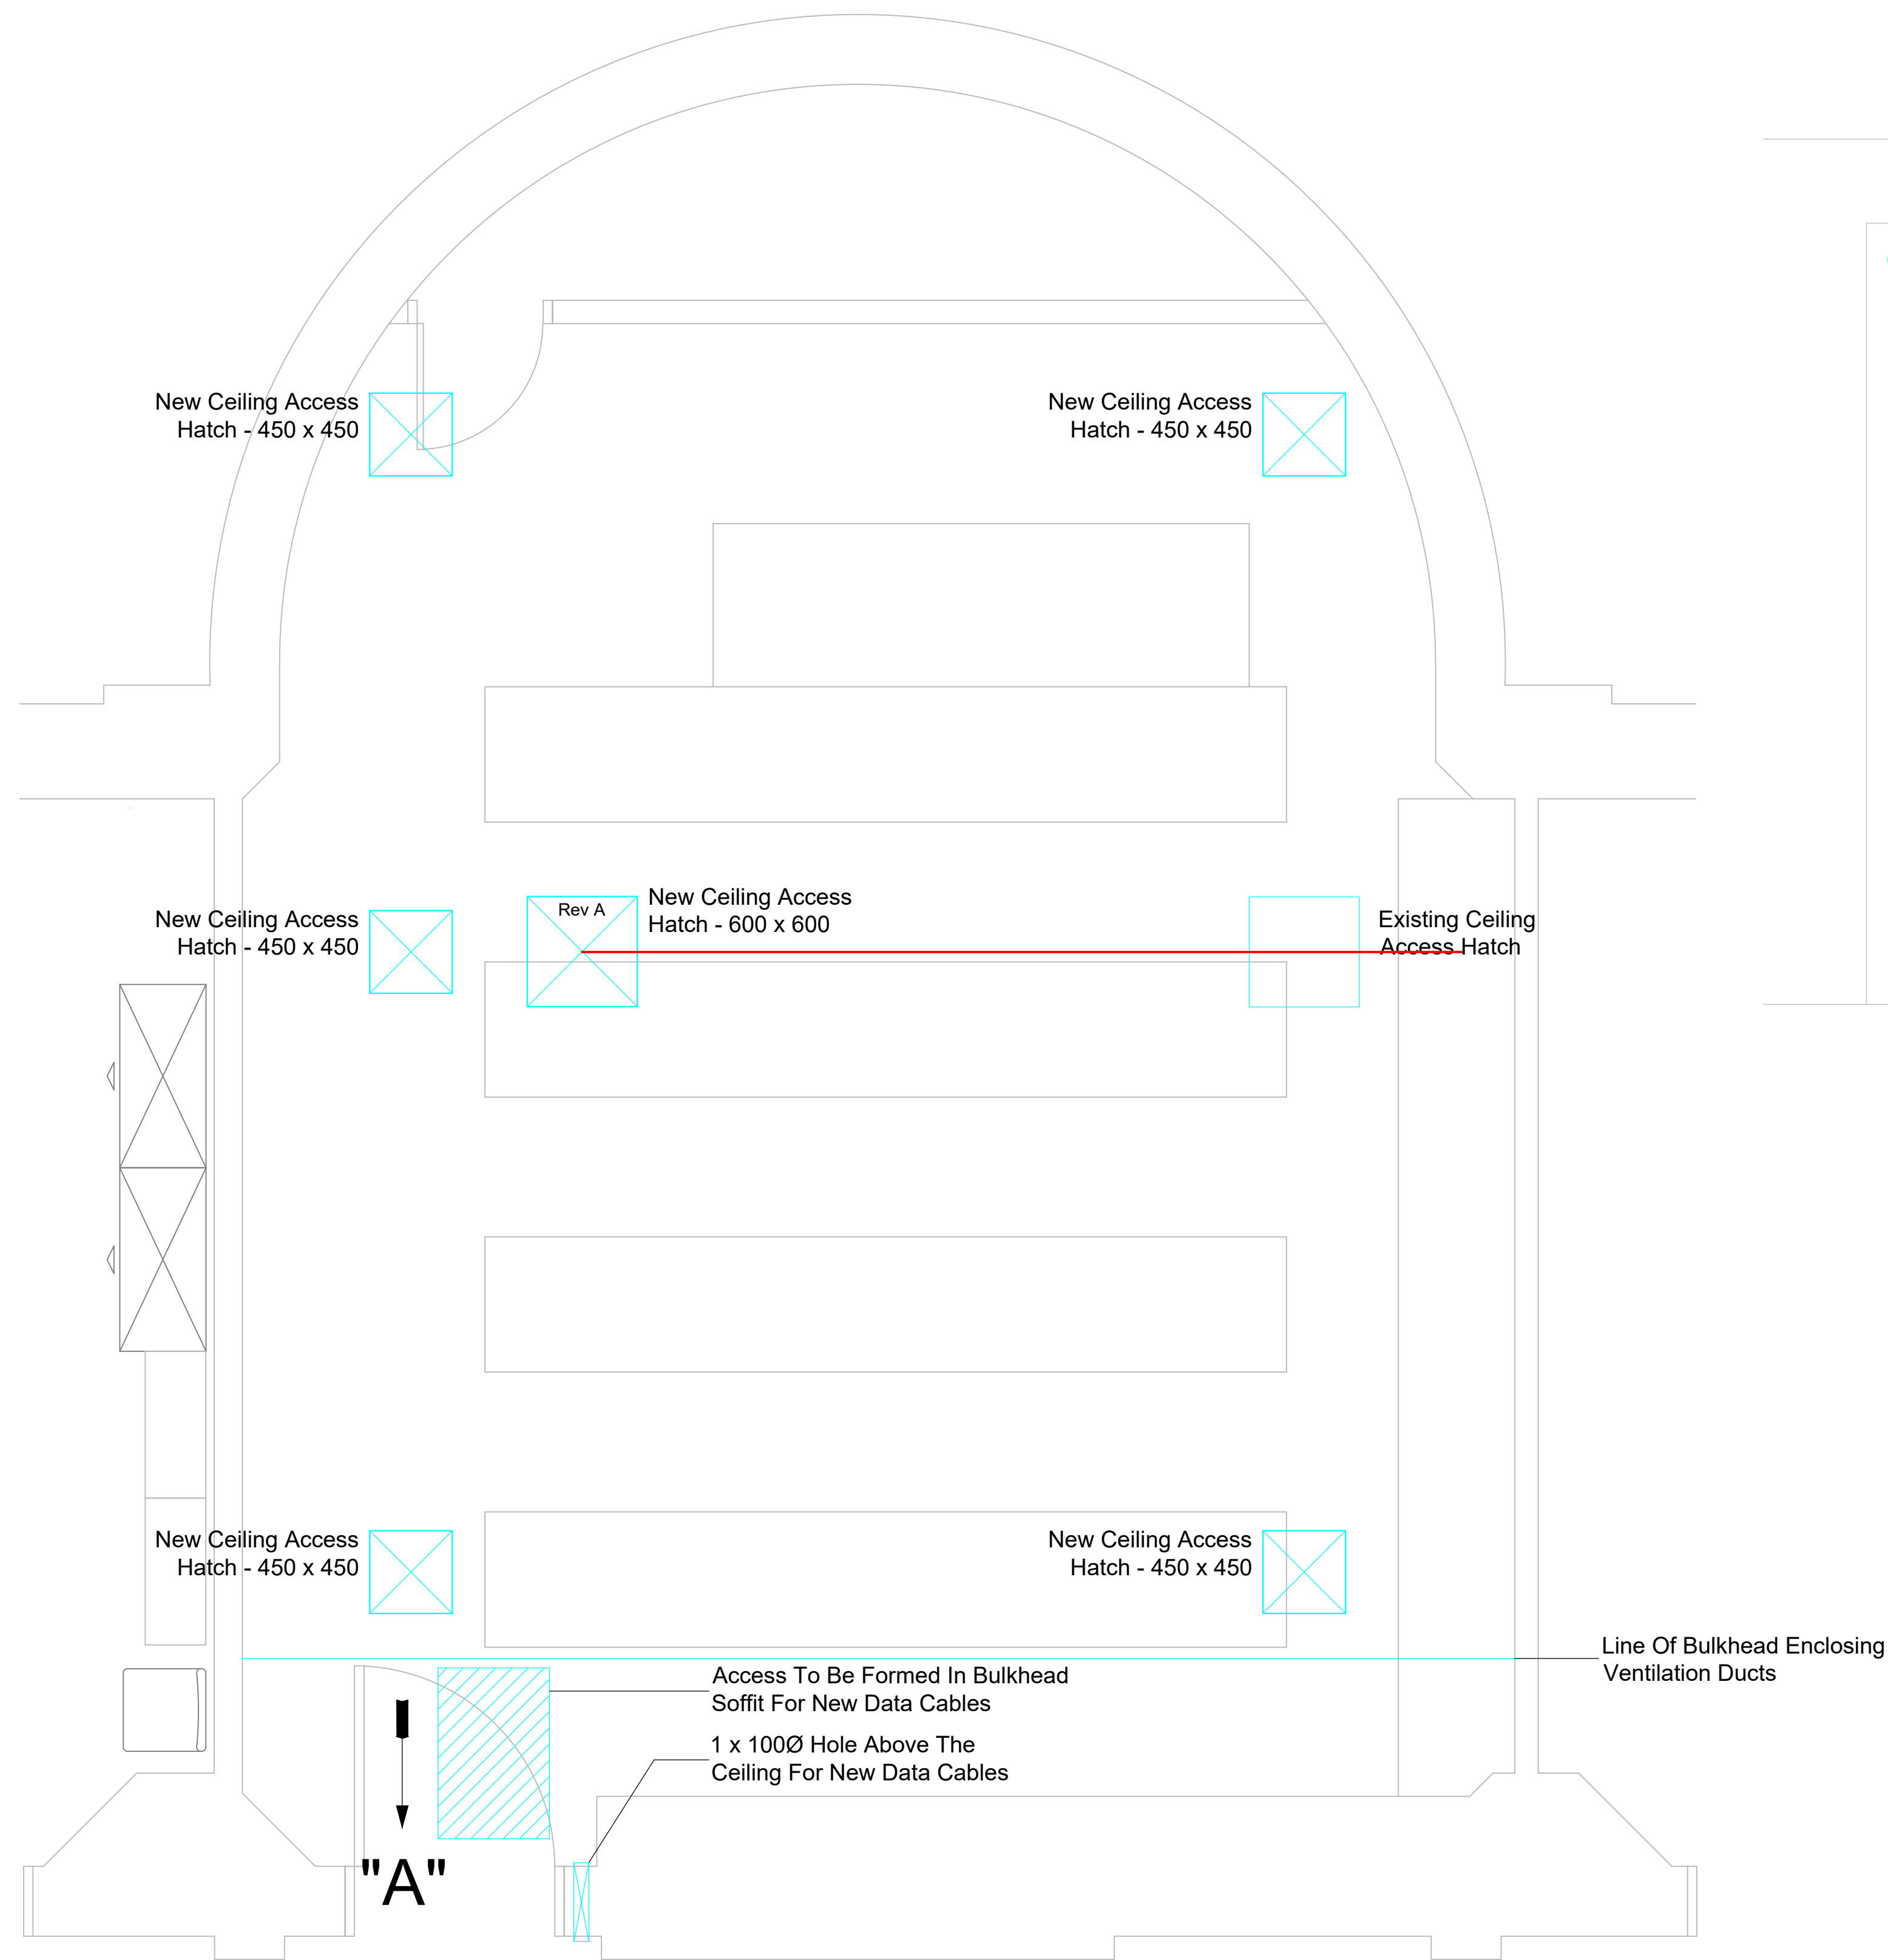 New Ceiling Access
Hatch - 450 x 450
New Ceiling Access
Hatch - 450 x 450
New Ceiling Access
Hatch - 450 x 450
Rev A
New Ceiling Access
Hatch - 600 x 600
Existing Ceiling
Access Hatch
New Ceiling Access
Hatch - 450 x 450
New Ceiling Access
Hatch - 450 x 450
Line Of Bulkhead Enclosing
Ventilation Ducts
Access To Be Formed In Bulkhead
Soffit For New Data Cables
1 x 100Ø Hole Above The
Ceiling For New Data Cables
"A"